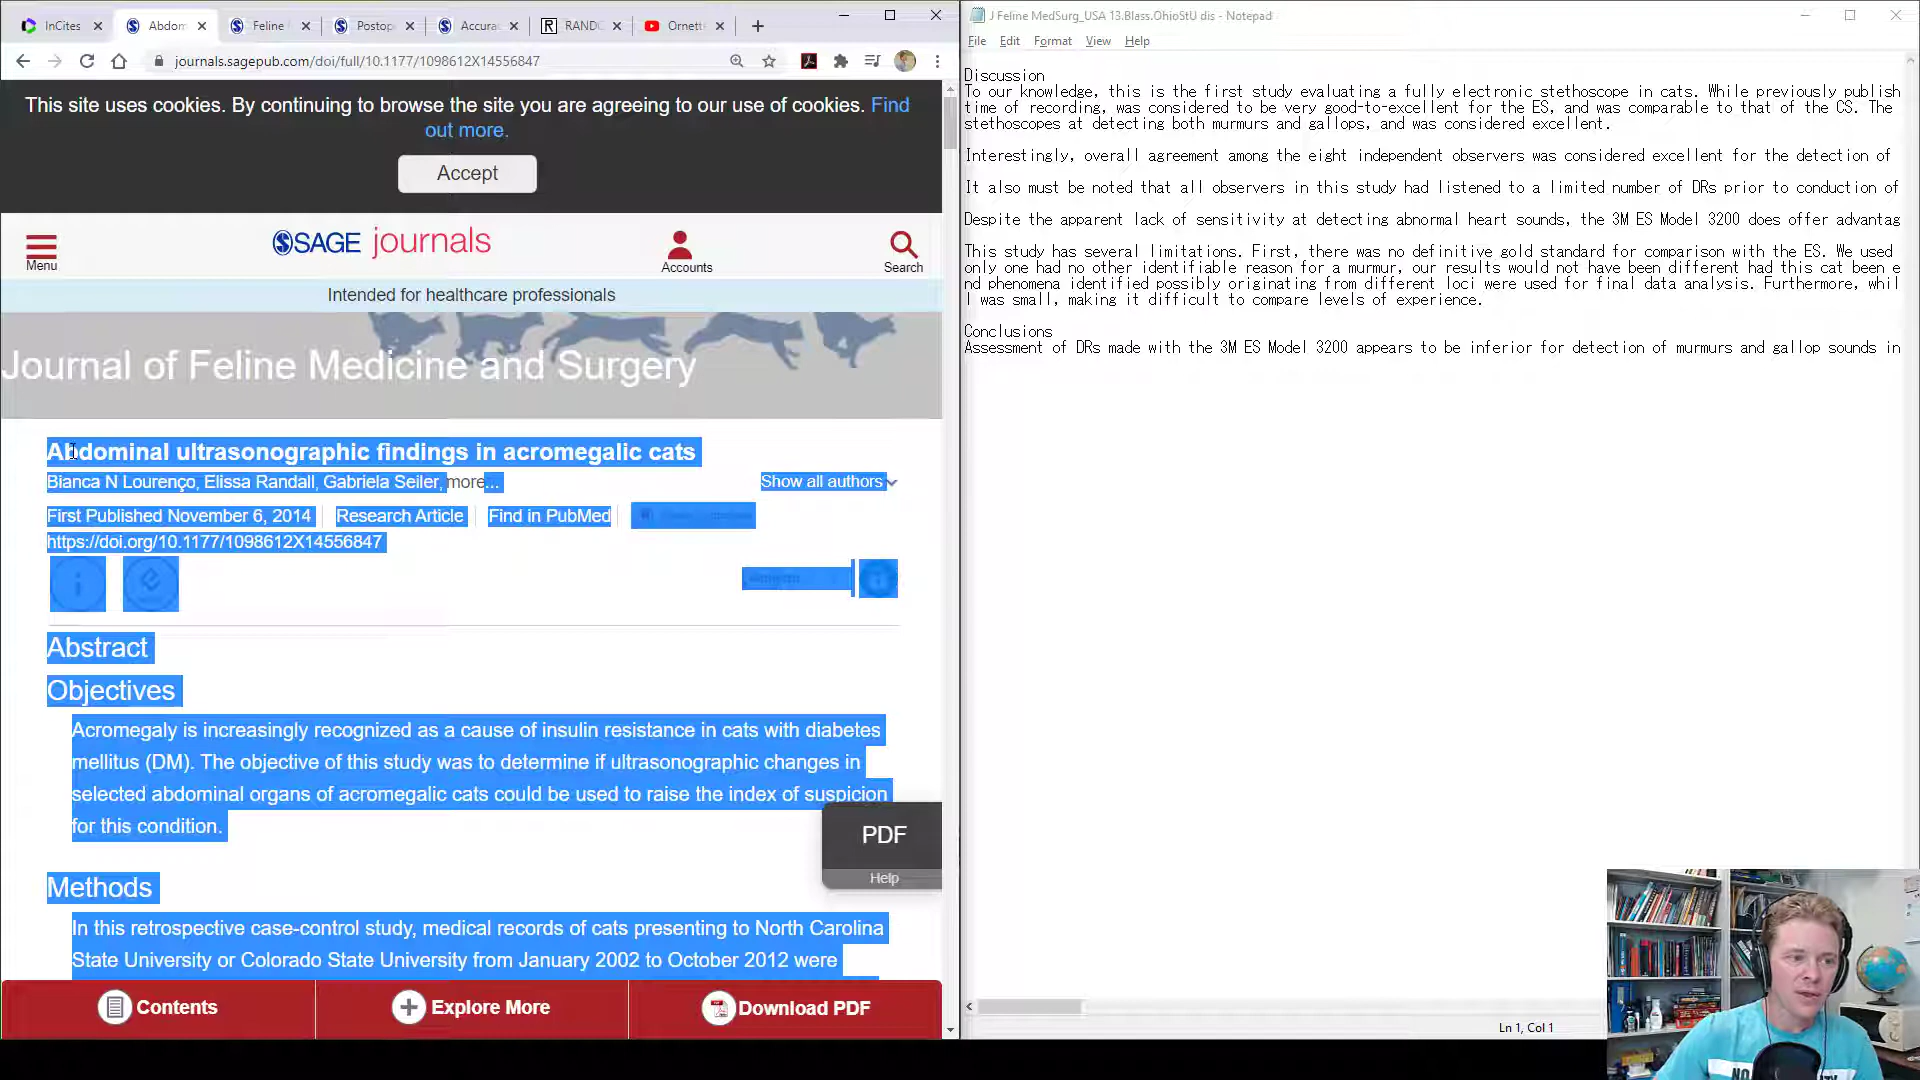 InCites
Abdom
Feline
Postop
Accura
RANDO
Ornett
journals.sagepub.com/doi/full/10.1177/1098612X14556847
This site uses cookies. By continuing to browse the site you are agreeing to our use of cookies. Find
out more.
Accept
Menu
SAGE journals
Accounts
Search
Intended for healthcare professionals
Journal of Feline Medicine and Surgery
Abdominal ultrasonographic findings in acromegalic cats
Bianca N Lourenço, Elissa Randall, Gabriela Seiler, more...
Show all authors
First Published November 6, 2014
Research Article
Find in PubMed
https://doi.org/10.1177/1098612X14556847
Abstract
Objectives
Acromegaly is increasingly recognized as a cause of insulin resistance in cats with diabetes
mellitus (DM). The objective of this study was to determine if ultrasonographic changes in
selected abdominal organs of acromegalic cats could be used to raise the index of suspicion
for this condition.
PDF
Help
Methods
In this retrospective case-control study, medical records of cats presenting to North Carolina
State University or Colorado State University from January 2002 to October 2012 were
Contents
Explore More
Download PDF
J Feline MedSurg_USA 13.Blass.OhioStU dis - Notepad
File Edit Format View Help
Discussion
To our knowledge, this is the first study evaluating a fully electronic stethoscope in cats. While previously publish
time of recording, was considered to be very good-to-excellent for the ES, and was comparable to that of the CS. The
stethoscopes at detecting both murmurs and gallops, and was considered excellent.
Interestingly, overall agreement among the eight independent observers was considered excellent for the detection of
It also must be noted that all observers in this study had listened to a limited number of DRs prior to conduction of
Despite the apparent lack of sensitivity at detecting abnormal heart sounds, the 3M ES Model 3200 does offer advantag
This study has several limitations. First, there was no definitive gold standard for comparison with the ES. We used
only one had no other identifiable reason for a murmur, our results would not have been different had this cat been e
nd phenomena identified possibly originating from different loci were used for final data analysis. Furthermore, whil
l was small, making it difficult to compare levels of experience.
Conclusions
Assessment of DRs made with the 3M ES Model 3200 appears to be inferior for detection of murmurs and gallop sounds in
Ln 1, Col 1
NO